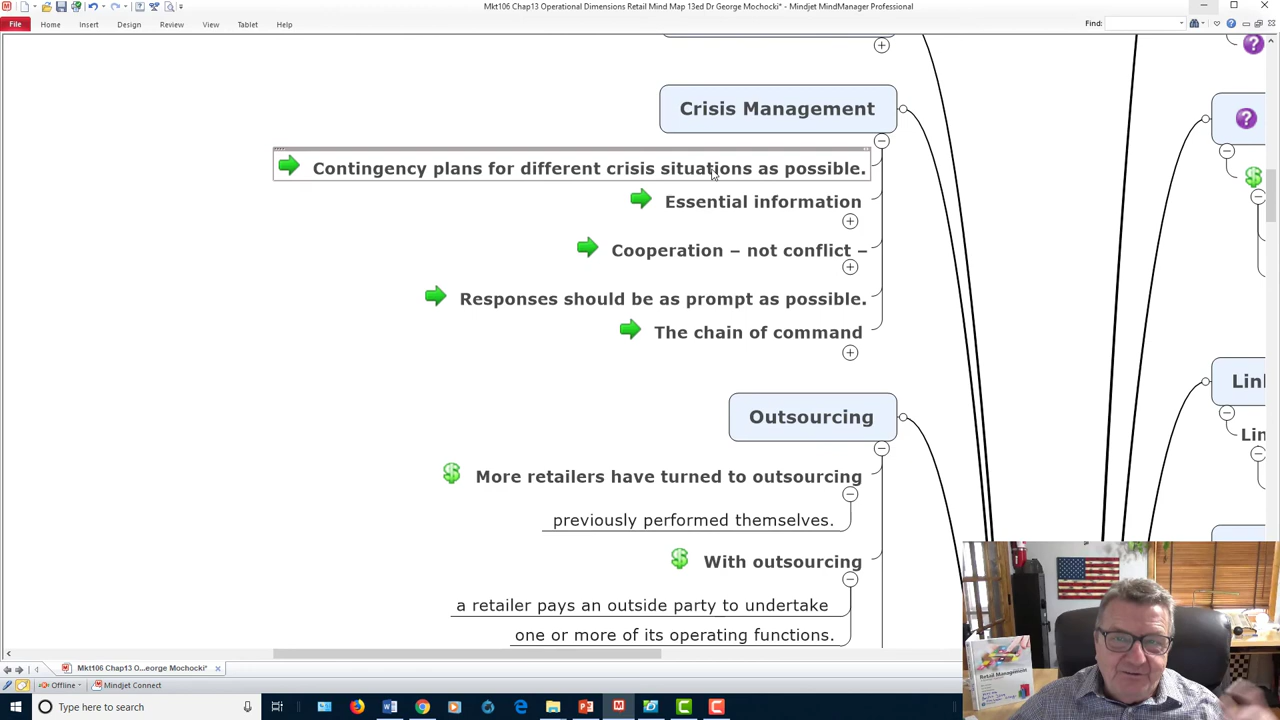 Mkt106 Chap13 Operational Dimensions Retail Mind Map 13ed Dr George Mochocki* - Mindjet MindManager Professional
File Home Insert Design Review View Tablet Help Find:
Crisis Management
Contingency plans for different crisis situations as possible.
Essential information
Cooperation – not conflict –
Responses should be as prompt as possible.
The chain of command
Outsourcing
More retailers have turned to outsourcing
previously performed themselves.
With outsourcing
a retailer pays an outside party to undertake
one or more of its operating functions.
Lin
Lin
Retail Management
Mkt106 Chap13 O...eorge Mochocki*
Offline Mindjet Connect
Type here to search